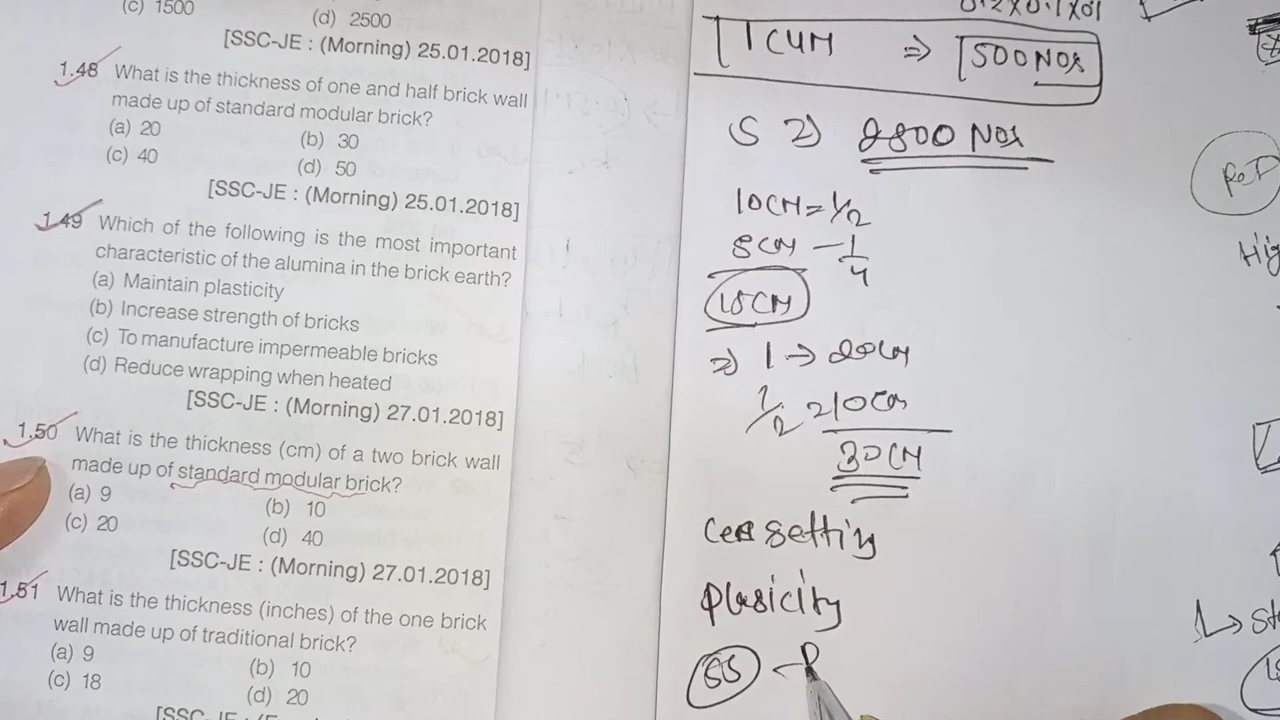 (c) 1500
(d) 2500
[SSC-JE : (Morning) 25.01.2018]
1.48 What is the thickness of one and half brick wall
made up of standard modular brick?
(a) 20
(b) 30
(c) 40
(d) 50
[SSC-JE : (Morning) 25.01.2018]
1.49 Which of the following is the most important
characteristic of the alumina in the brick earth?
(a) Maintain plasticity
(b) Increase strength of bricks
(c) To manufacture impermeable bricks
(d) Reduce wrapping when heated
[SSC-JE : (Morning) 27.01.2018]
1.50 What is the thickness (cm) of a two brick wall
made up of standard modular brick?
(a) 9
(b) 10
(c) 20
(d) 40
[SSC-JE : (Morning) 27.01.2018]
1.51 What is the thickness (inches) of the one brick
wall made up of traditional brick?
(a) 9
(b) 10
(c) 18
(d) 20
1 CUM ⇒ 500 Nos
10CM = 1/2
8CM – 1/4
18CM
⇒ 1 → 20CM
1/2 = 10CM
30CM
setting
plasicity